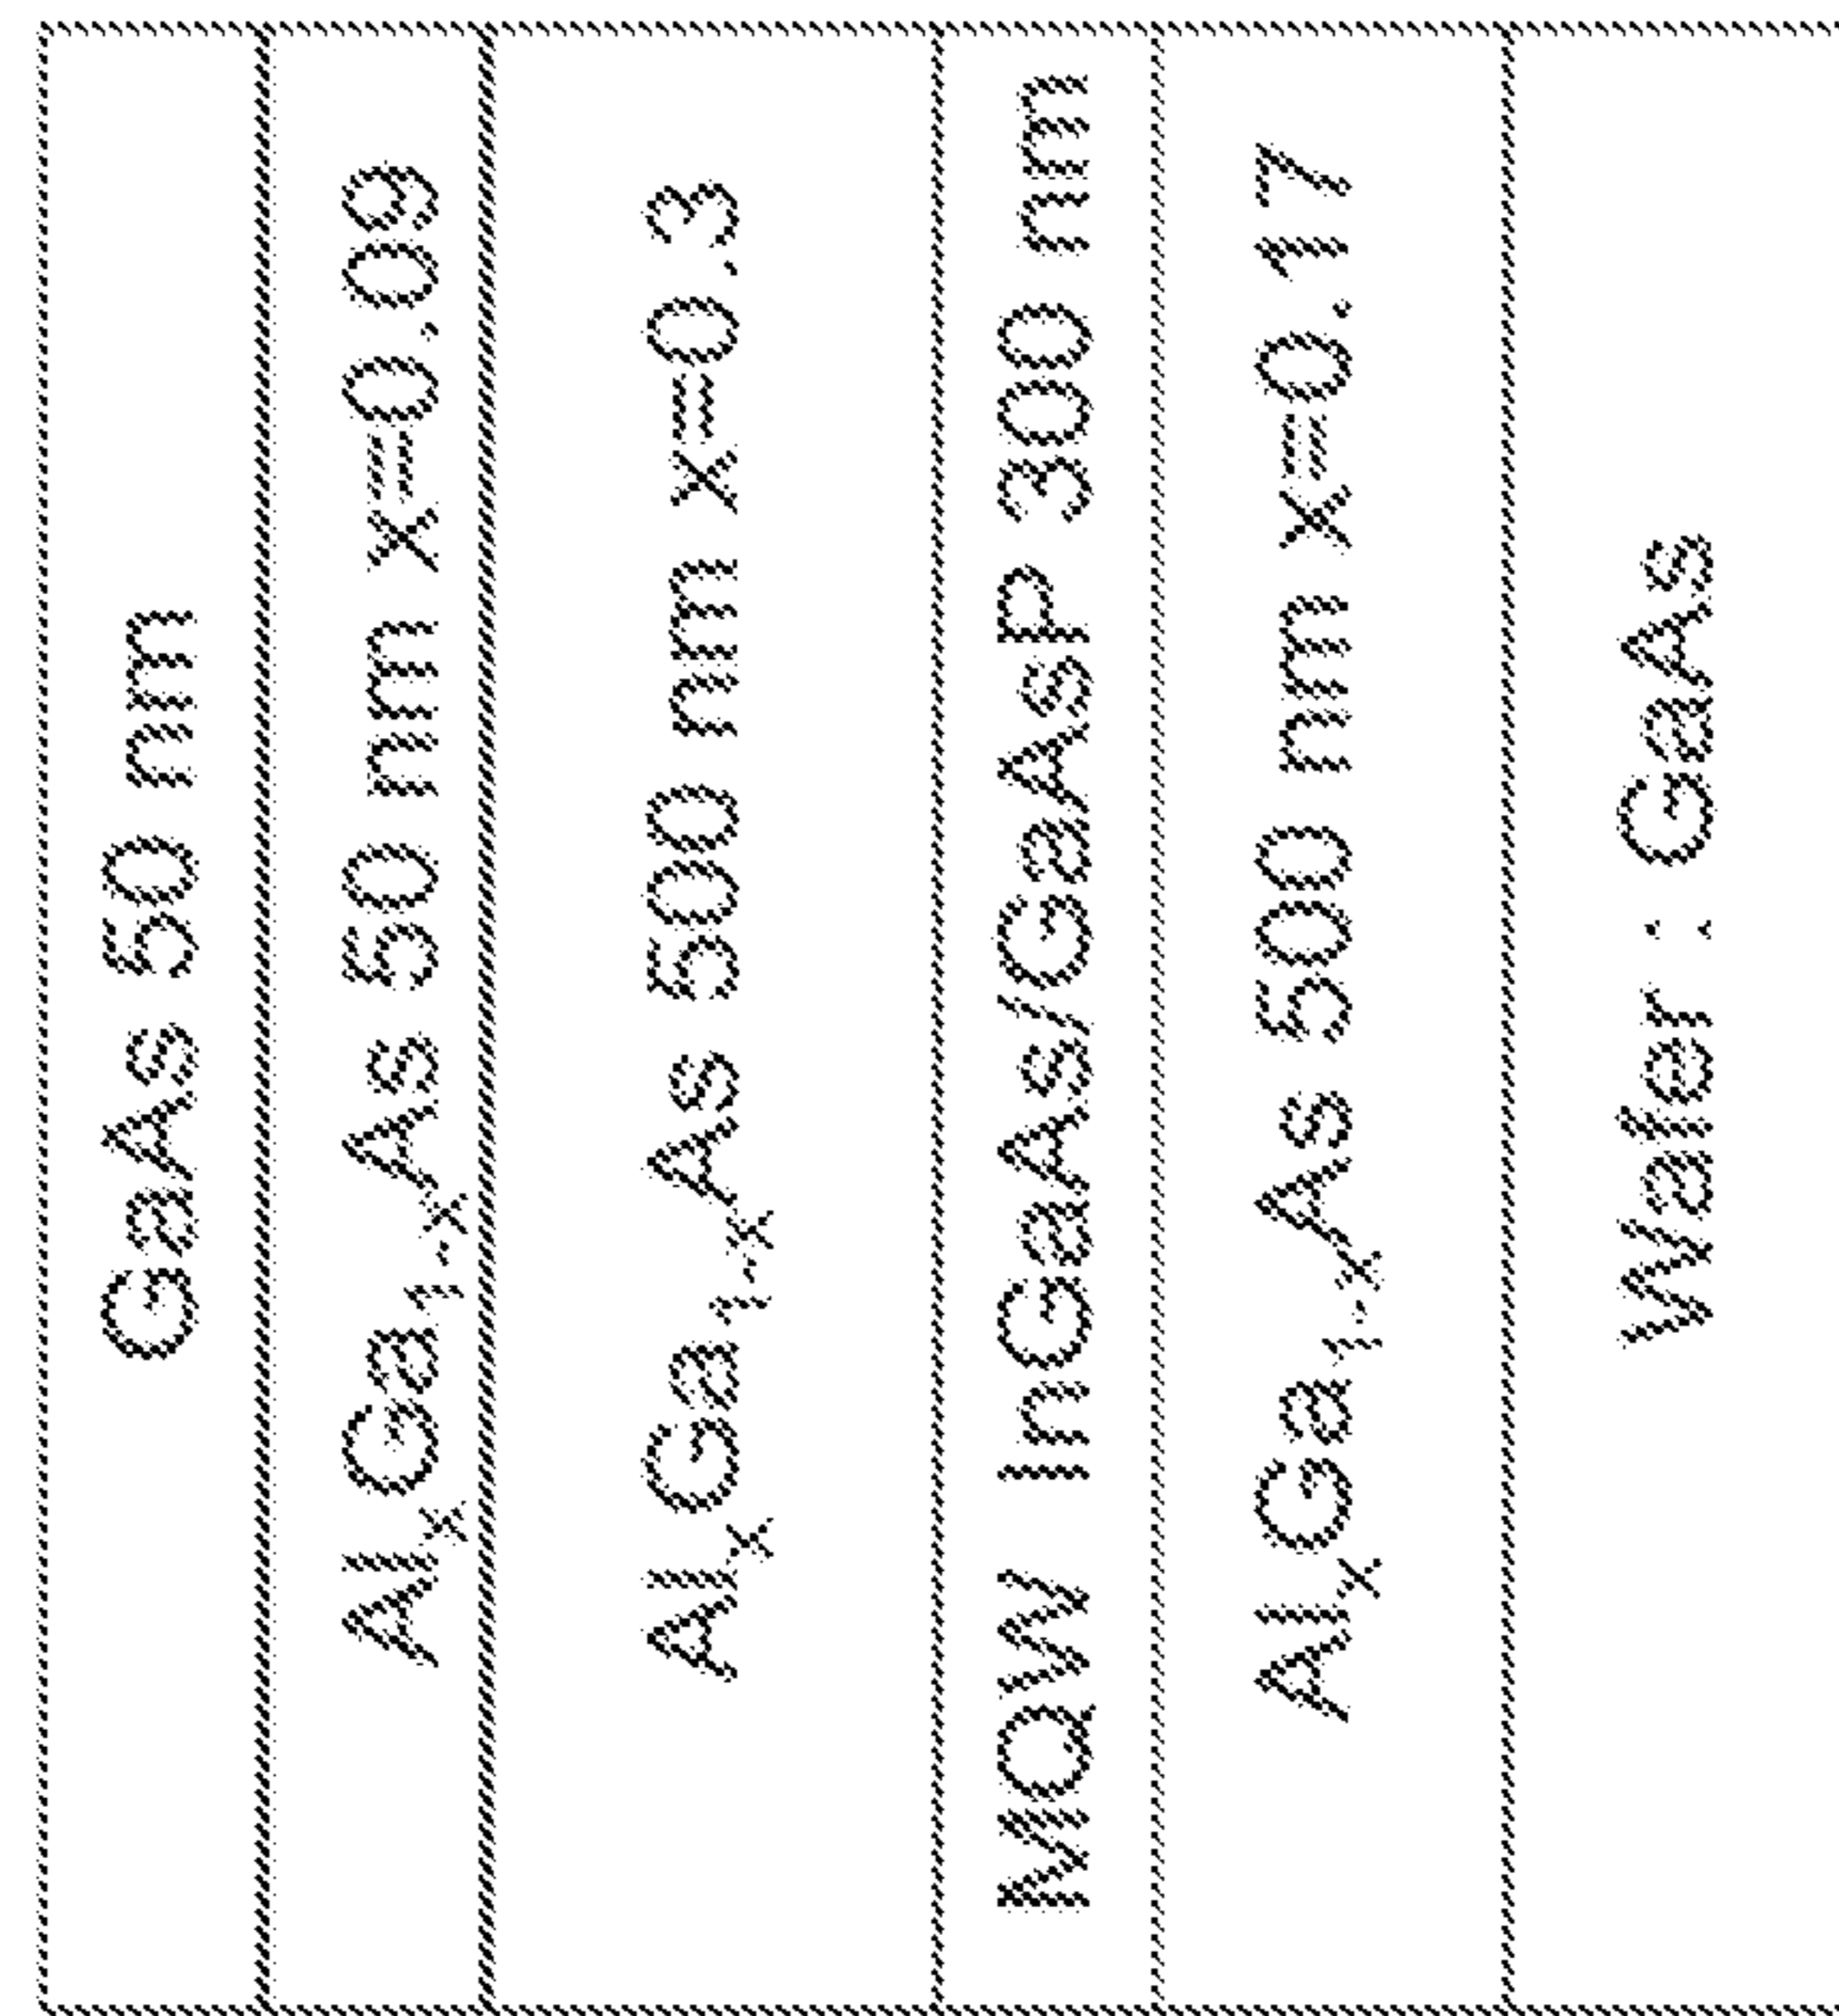 GaAs 50 nm
AlₓGa₁₋ₓAs 50 nm x=0.09
AlₓGa₁₋ₓAs 500 nm x=0.3
MQW InGaAs/GaAsP 300 nm
AlₓGa₁₋ₓAs 500 nm x=0.17
Wafer : GaAs